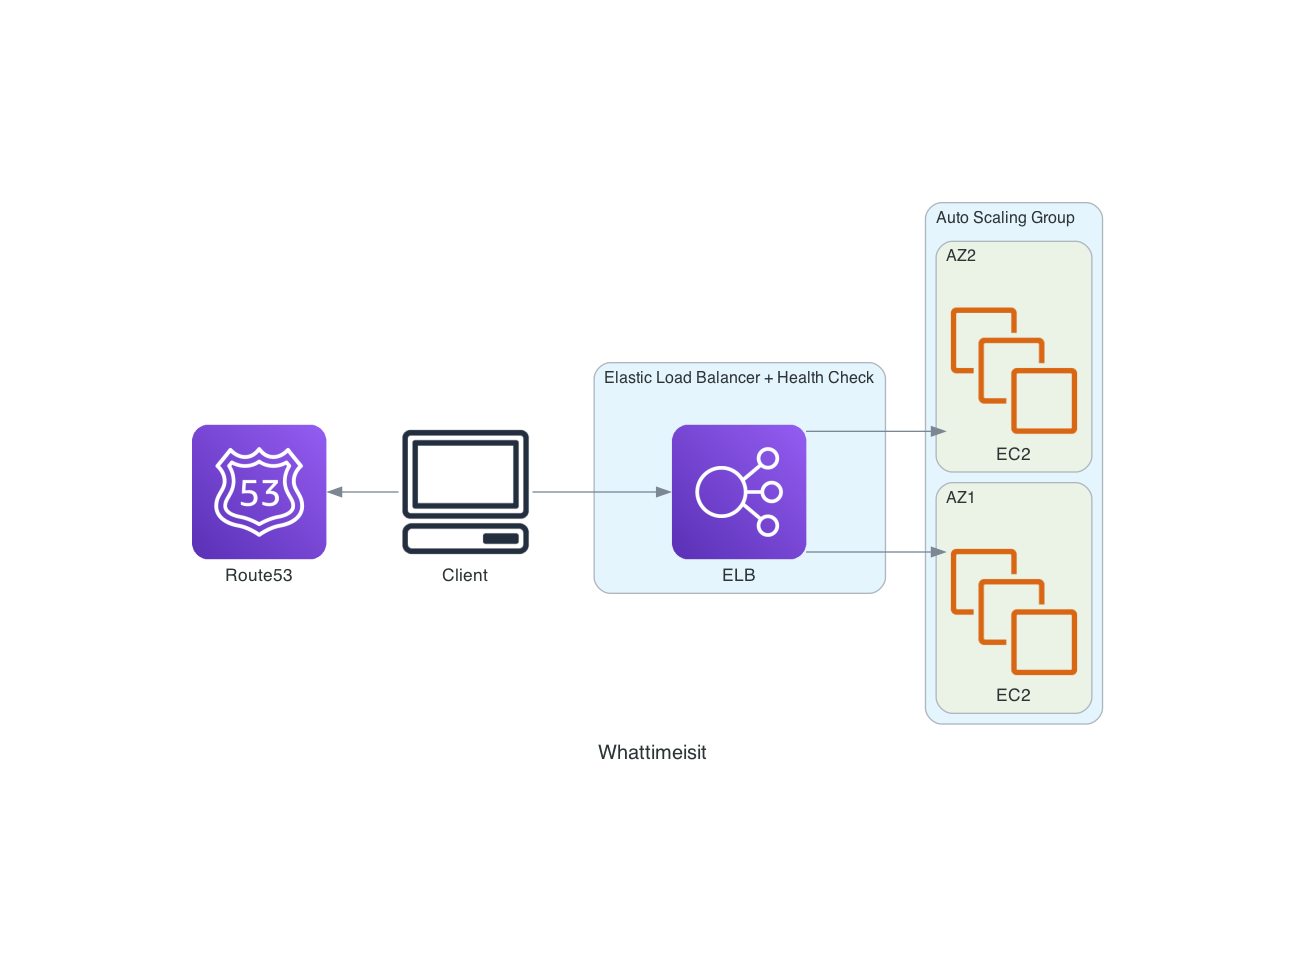 Auto Scaling Group
AZ2
EC2
Elastic Load Balancer + Health Check
53
Route53
Client
ELB
AZ1
EC2
Whattimeisit